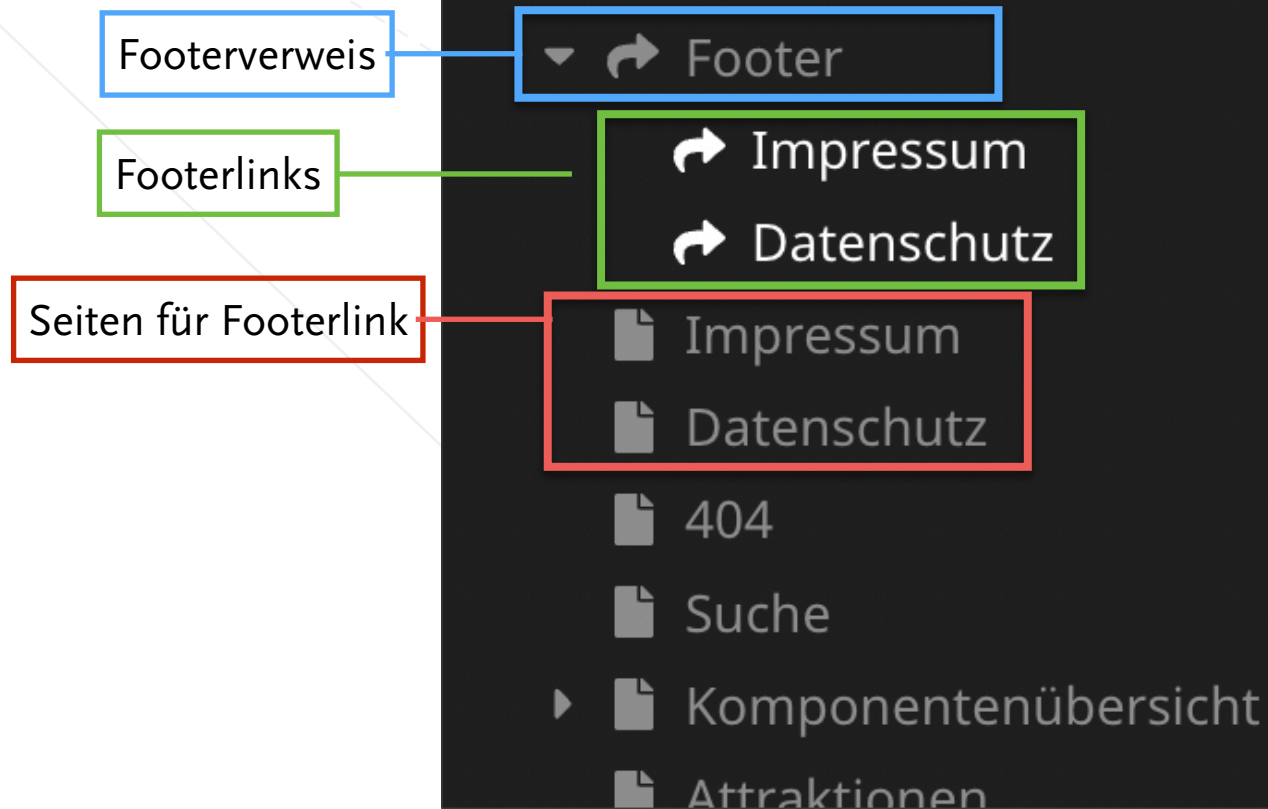 Footerverweis
Footer
Footerlinks
Impressum
Datenschutz
Seiten für Footerlink
Impressum
Datenschutz
404
Suche
Komponentenübersicht
Attraktionen